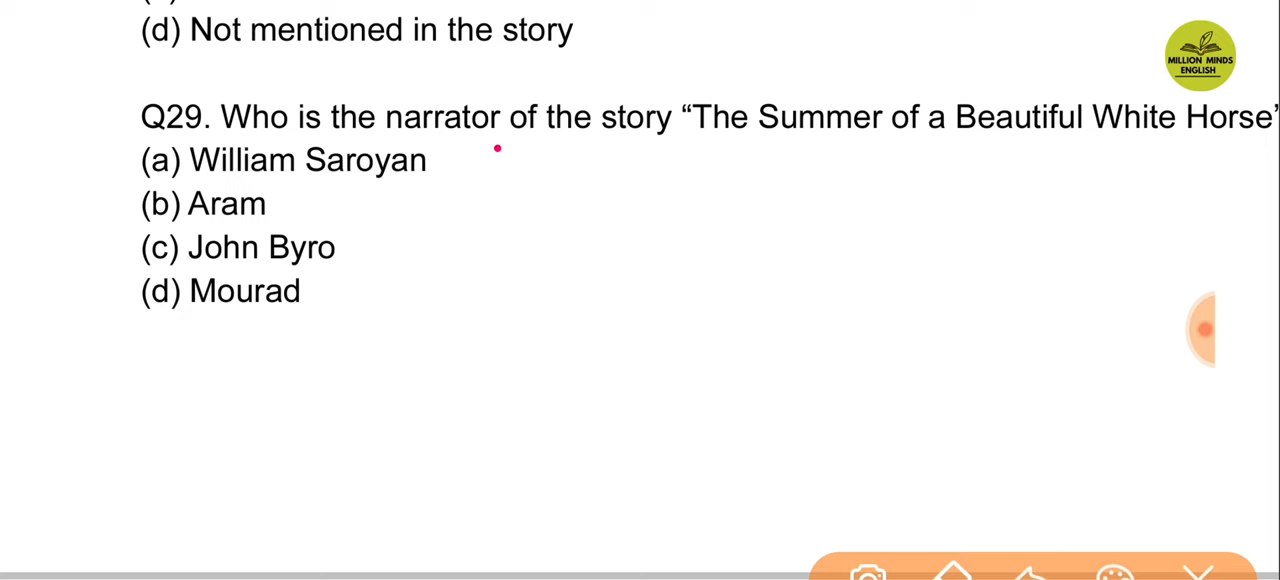 (d) Not mentioned in the story
MILLION MINDS
ENGLISH
Q29. Who is the narrator of the story “The Summer of a Beautiful White Horse’
(a) William Saroyan
(b) Aram
(c) John Byro
(d) Mourad